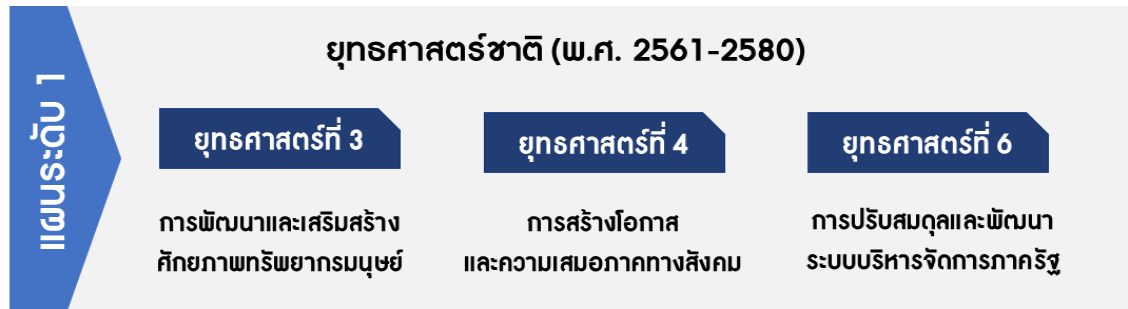 แผนระดับ 1
ยุทธศาสตร์ชาติ (พ.ศ. 2561-2580)
ยุทธศาสตร์ที่ 3
การพัฒนาและเสริมสร้าง
ศักยภาพทรัพยากรมนุษย์
ยุทธศาสตร์ที่ 4
การสร้างโอกาส
และความเสมอภาคทางสังคม
ยุทธศาสตร์ที่ 6
การปรับสมดุลและพัฒนา
ระบบบริหารจัดการภาครัฐ